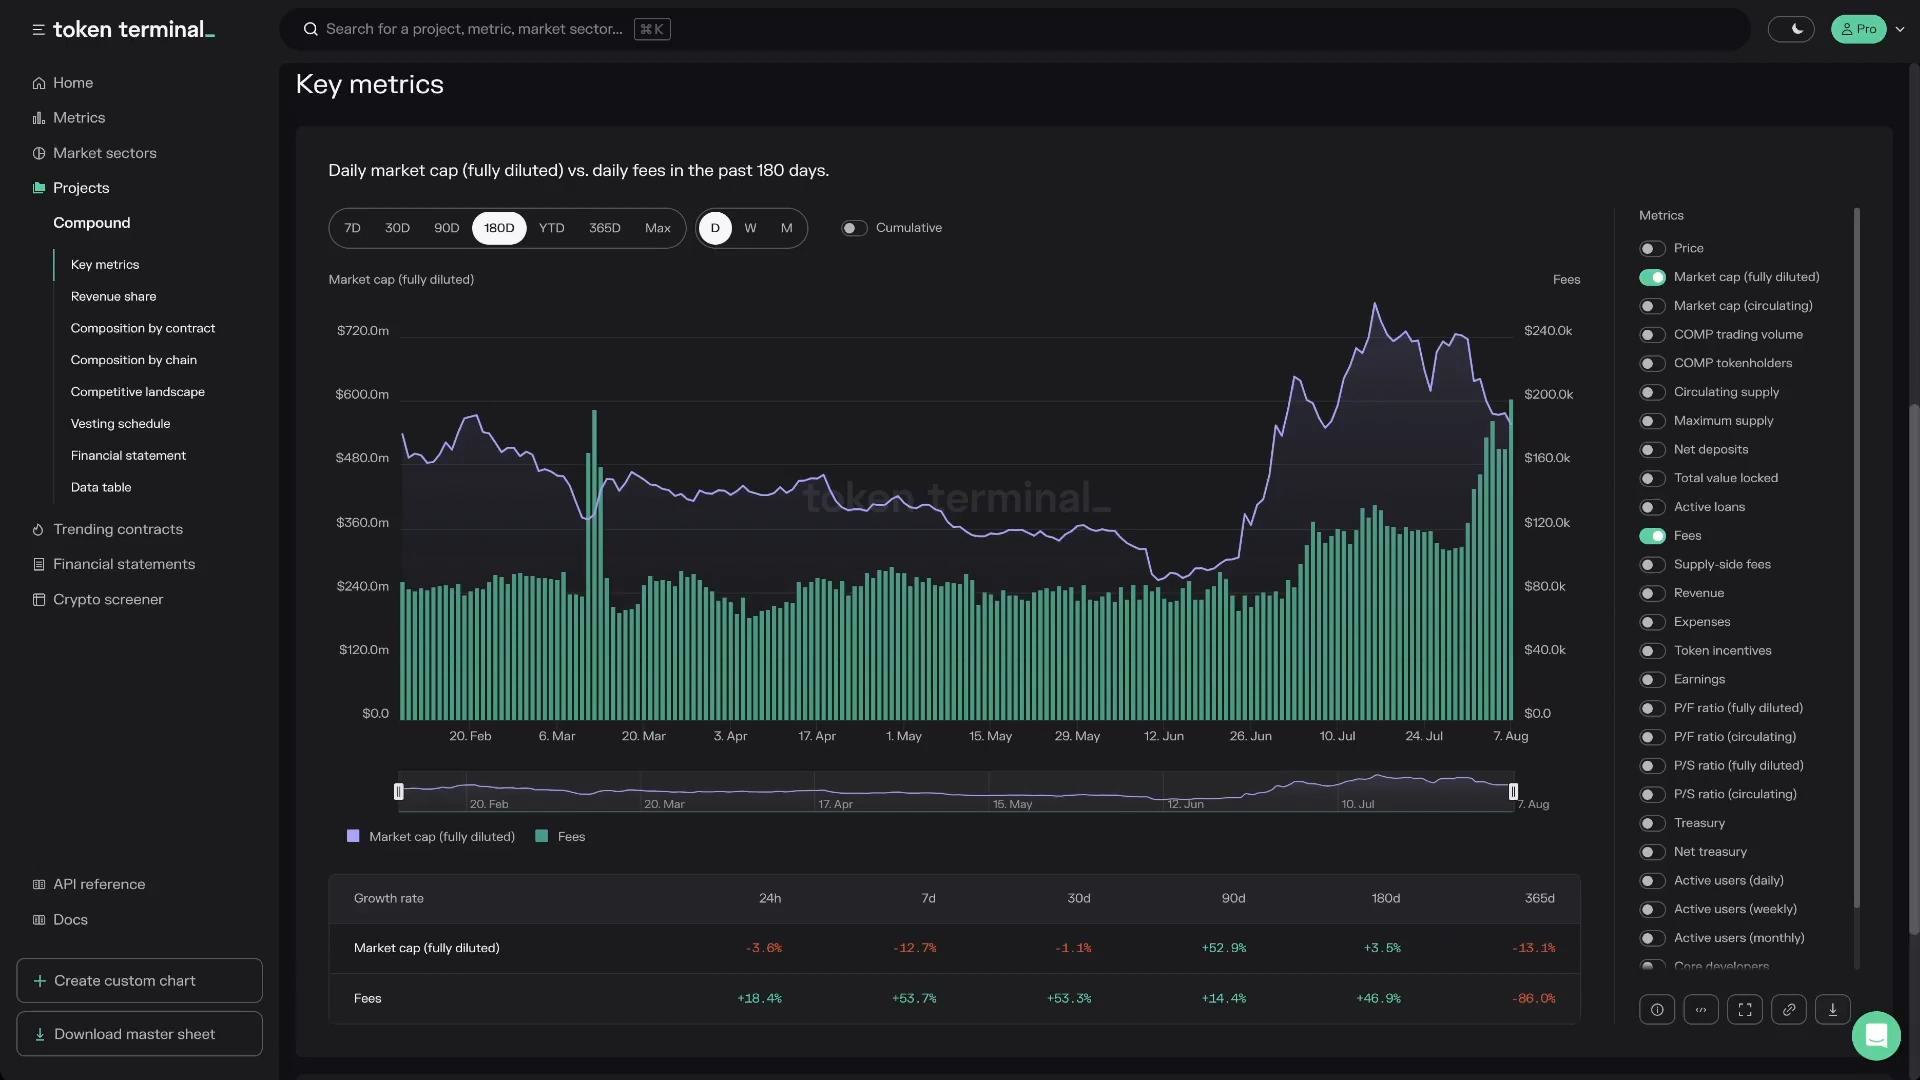 token terminal_
Search for a project, metric, market sector... ⌘K
Pro
Home
Metrics
Market sectors
Projects
Compound
Key metrics
Revenue share
Composition by contract
Composition by chain
Competitive landscape
Vesting schedule
Financial statement
Data table
Trending contracts
Financial statements
Crypto screener
API reference
Docs
Create custom chart
Download master sheet
Key metrics
Daily market cap (fully diluted) vs. daily fees in the past 180 days.
7D 30D 90D 180D YTD 365D Max D W M Cumulative
Market cap (fully diluted) Fees
$720.0m $240.0k
$600.0m $200.0k
$480.0m $160.0k
token terminal_
$360.0m $120.0k
$240.0m $80.0k
$120.0m $40.0k
$0.0 $0.0
20. Feb 6. Mar 20. Mar 3. Apr 17. Apr 1. May 15. May 29. May 12. Jun 26. Jun 10. Jul 24. Jul 7. Aug
20. Feb 20. Mar 17. Apr 15. May 12. Jun 10. Jul 7. Aug
Market cap (fully diluted) Fees
Growth rate 24h 7d 30d 90d 180d 365d
Market cap (fully diluted) -3.6% -12.7% -1.1% +52.9% +3.5% -13.1%
Fees +18.4% +53.7% +53.3% +14.4% +46.9% -86.0%
Metrics
Price
Market cap (fully diluted)
Market cap (circulating)
COMP trading volume
COMP tokenholders
Circulating supply
Maximum supply
Net deposits
Total value locked
Active loans
Fees
Supply-side fees
Revenue
Expenses
Token incentives
Earnings
P/F ratio (fully diluted)
P/F ratio (circulating)
P/S ratio (fully diluted)
P/S ratio (circulating)
Treasury
Net treasury
Active users (daily)
Active users (weekly)
Active users (monthly)
Core developers